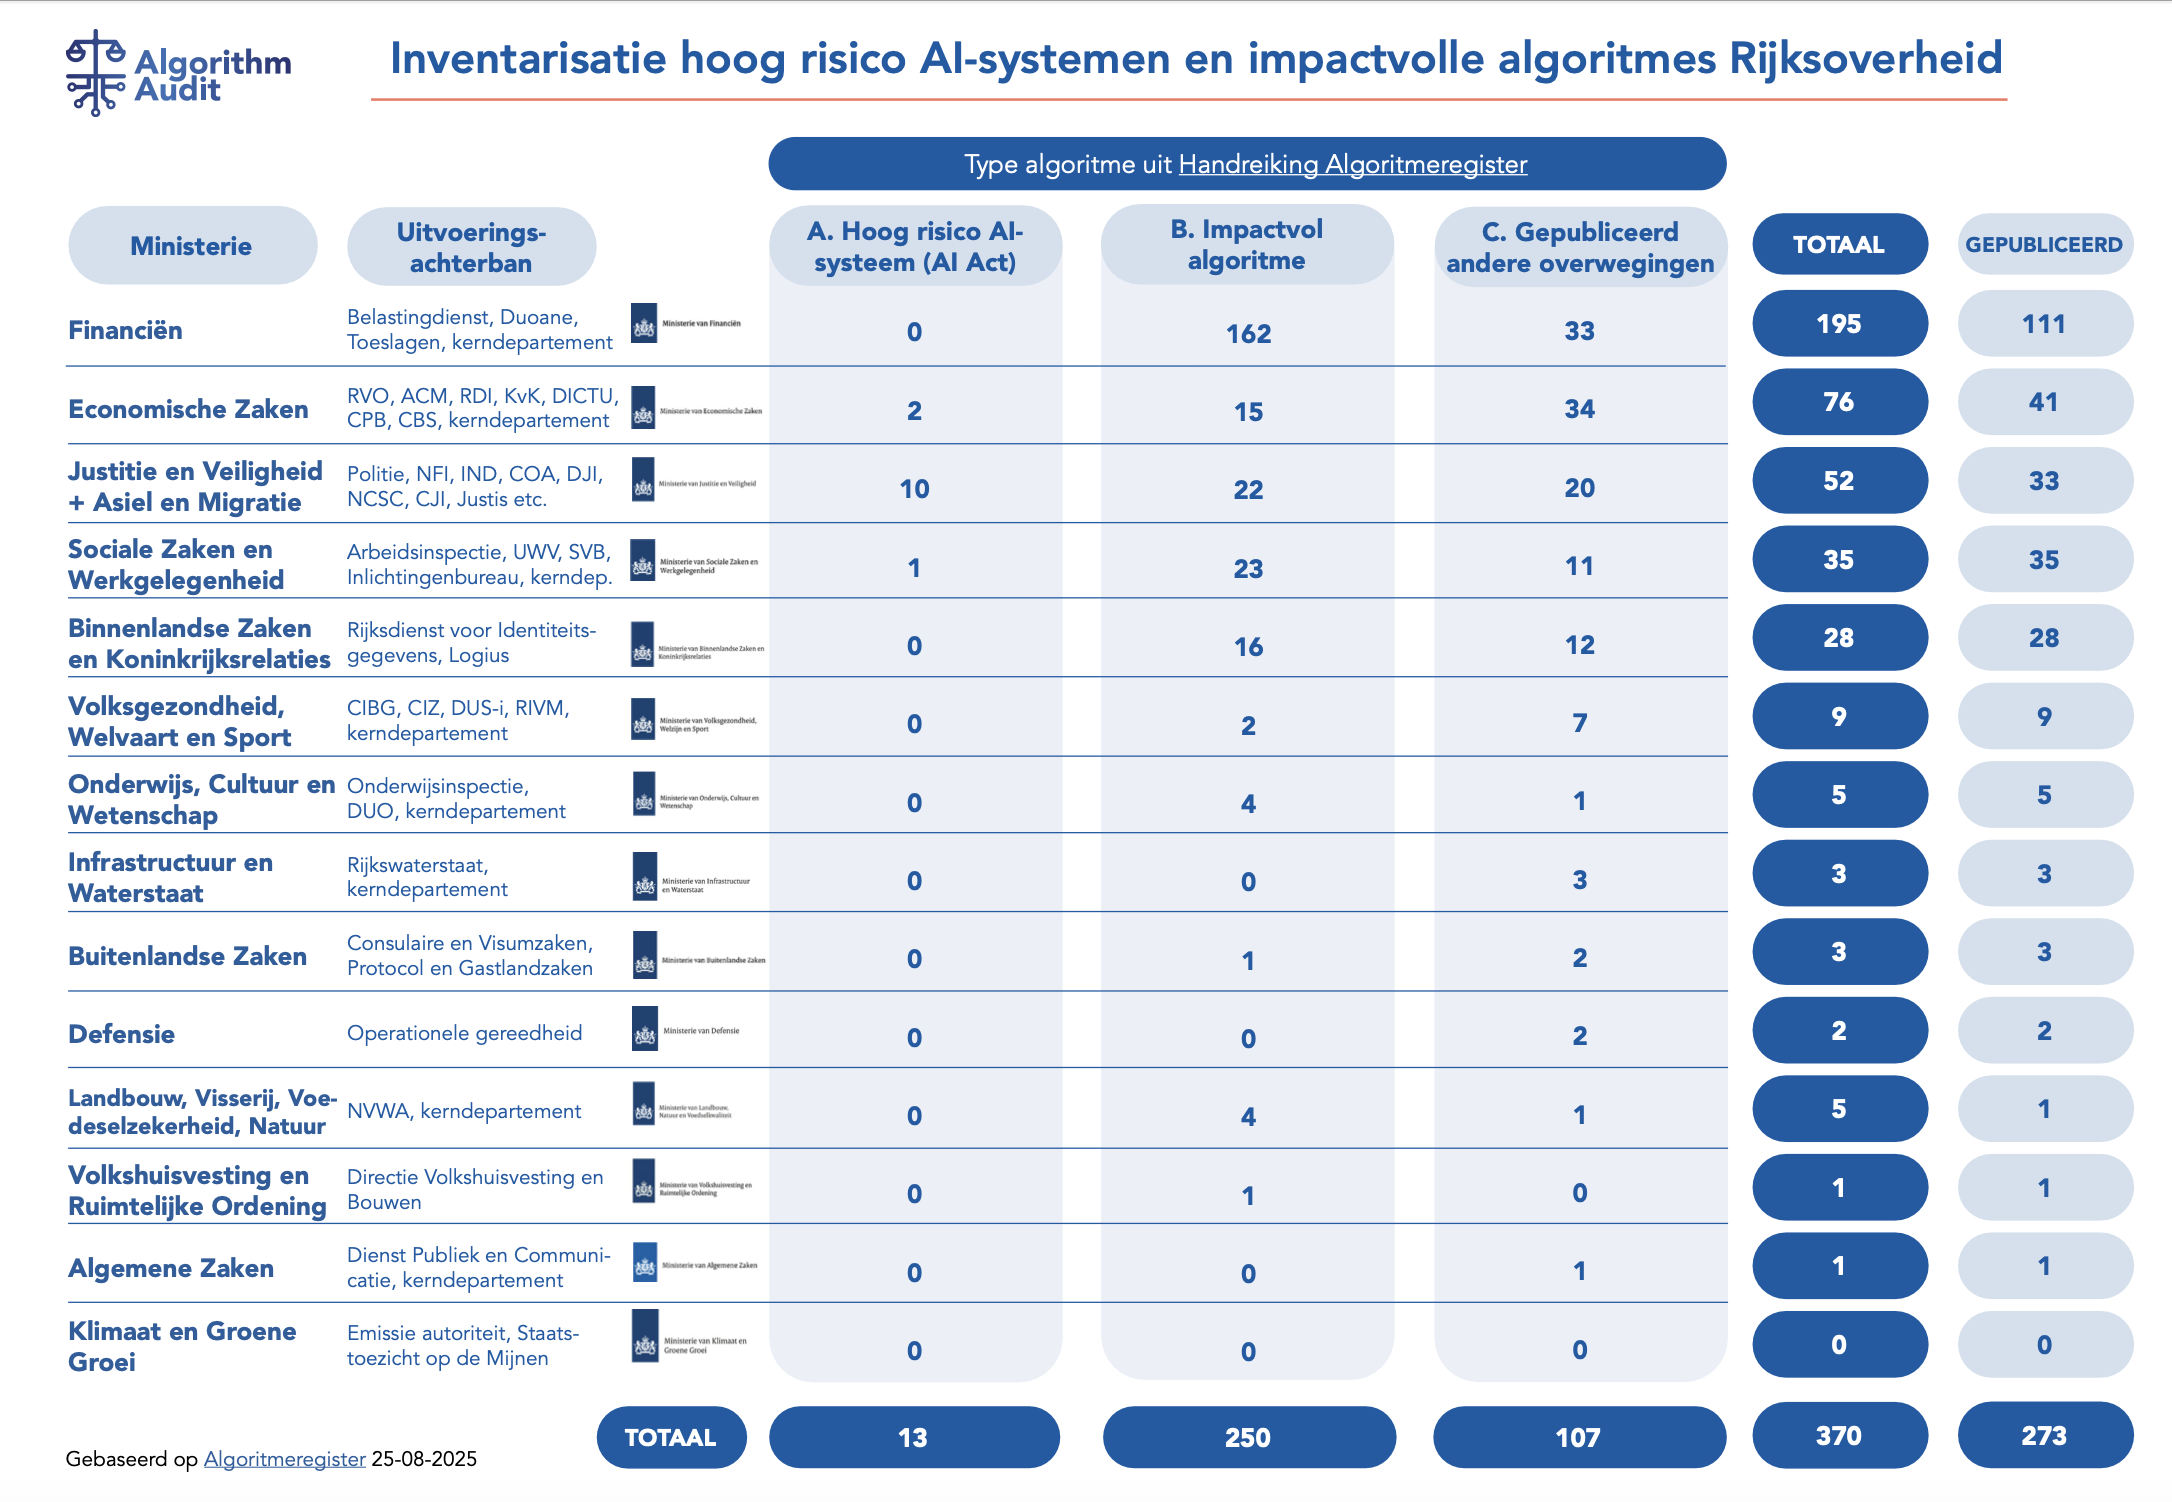 Algorithm
Audit
Inventarisatie hoog risico AI-systemen en impactvolle algoritmes Rijksoverheid
Type algoritme uit Handreiking Algoritmeregister
Ministerie
Uitvoerings-
achterban
A. Hoog risico AI-
systeem (AI Act)
B. Impactvol
algoritme
C. Gepubliceerd
andere overwegingen
TOTAAL
GEPUBLICEERD
Financiën
Belastingdienst, Duoane,
Toeslagen, kerndepartement
Ministerie van Financiën
0
162
33
195
111
Economische Zaken
RVO, ACM, RDI, KvK, DICTU,
CPB, CBS, kerndepartement
Ministerie van Economische Zaken
2
15
34
76
41
Justitie en Veiligheid
+ Asiel en Migratie
Politie, NFI, IND, COA, DJI,
NCSC, CJI, Justis etc.
Ministerie van Justitie en Veiligheid
10
22
20
52
33
Sociale Zaken en
Werkgelegenheid
Arbeidsinspectie, UWV, SVB,
Inlichtingenbureau, kerndep.
Ministerie van Sociale Zaken en
Werkgelegenheid
1
23
11
35
35
Binnenlandse Zaken
en Koninkrijksrelaties
Rijksdienst voor Identiteits-
gegevens, Logius
Ministerie van Binnenlandse Zaken en
Koninkrijksrelaties
0
16
12
28
28
Volksgezondheid,
Welvaart en Sport
CIBG, CIZ, DUS-i, RIVM,
kerndepartement
Ministerie van Volksgezondheid,
Welzijn en Sport
0
2
7
9
9
Onderwijs, Cultuur en
Wetenschap
Onderwijsinspectie,
DUO, kerndepartement
Ministerie van Onderwijs, Cultuur en
Wetenschap
0
4
1
5
5
Infrastructuur en
Waterstaat
Rijkswaterstaat,
kerndepartement
Ministerie van Infrastructuur
en Waterstaat
0
0
3
3
3
Buitenlandse Zaken
Consulaire en Visumzaken,
Protocol en Gastlandzaken
Ministerie van Buitenlandse Zaken
0
1
2
3
3
Defensie
Operationele gereedheid
Ministerie van Defensie
0
0
2
2
2
Landbouw, Visserij, Voe-
deselzekerheid, Natuur
NVWA, kerndepartement
Ministerie van Landbouw,
Natuur en Voedselkwaliteit
0
4
1
5
1
Volkshuisvesting en
Ruimtelijke Ordening
Directie Volkshuisvesting en
Bouwen
Ministerie van Volkshuisvesting en
Ruimtelijke Ordening
0
1
0
1
1
Algemene Zaken
Dienst Publiek en Communi-
catie, kerndepartement
Ministerie van Algemene Zaken
0
0
1
1
1
Klimaat en Groene
Groei
Emissie autoriteit, Staats-
toezicht op de Mijnen
Ministerie van Klimaat en
Groene Groei
0
0
0
0
0
TOTAAL
13
250
107
370
273
Gebaseerd op Algoritmeregister 25-08-2025